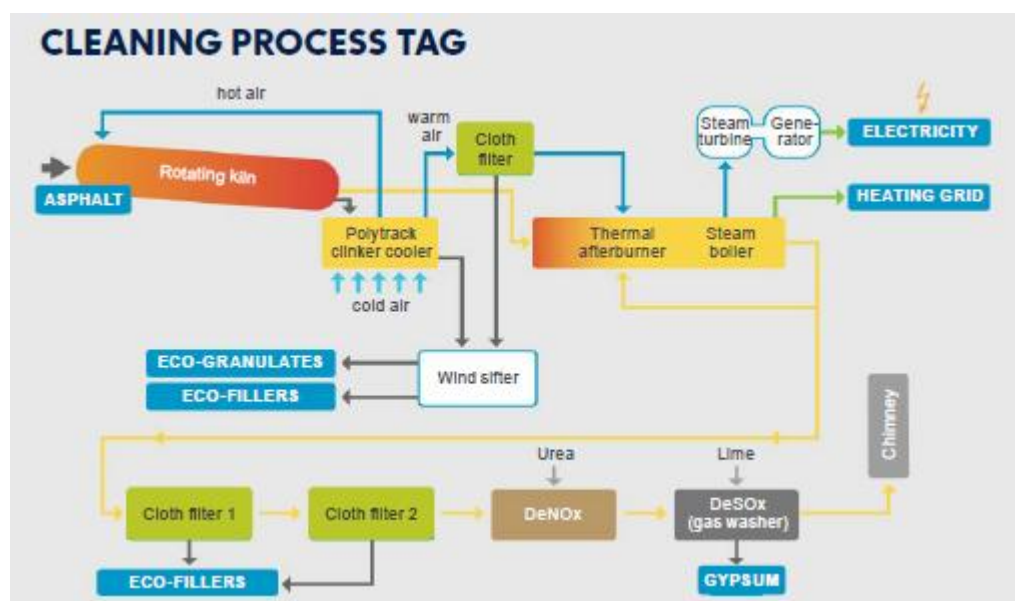 CLEANING PROCESS TAG
hot air
warm
air
Cloth
filter
Steam
turbine
Gene-
rator
ELECTRICITY
Rotating kiln
ASPHALT
HEATING GRID
Polytrack
clinker cooler
Thermal
afterburner
Steam
boiler
cold air
ECO-GRANULATES
ECO-FILLERS
Wind sifter
Chimney
Urea
Lime
Cloth filter 1
Cloth filter 2
DeNOx
DeSOx
(gas washer)
ECO-FILLERS
GYPSUM